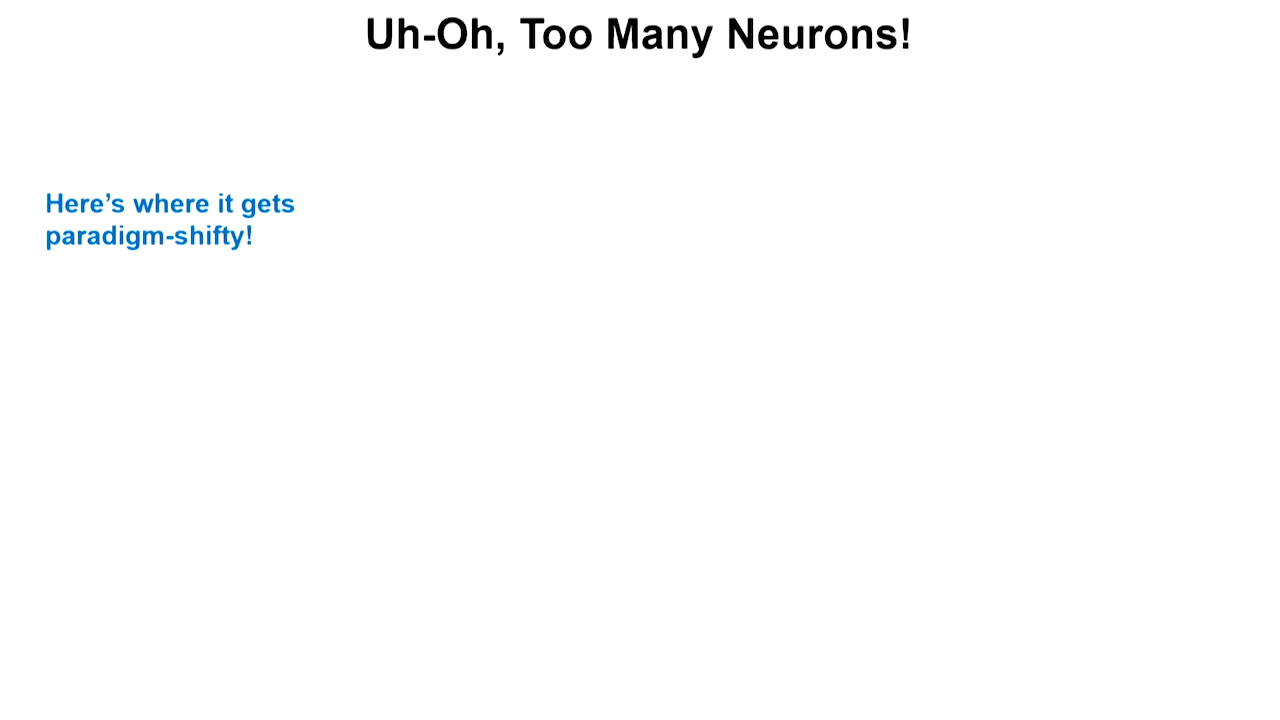 Uh-Oh, Too Many Neurons!
Here’s where it gets
paradigm-shifty!